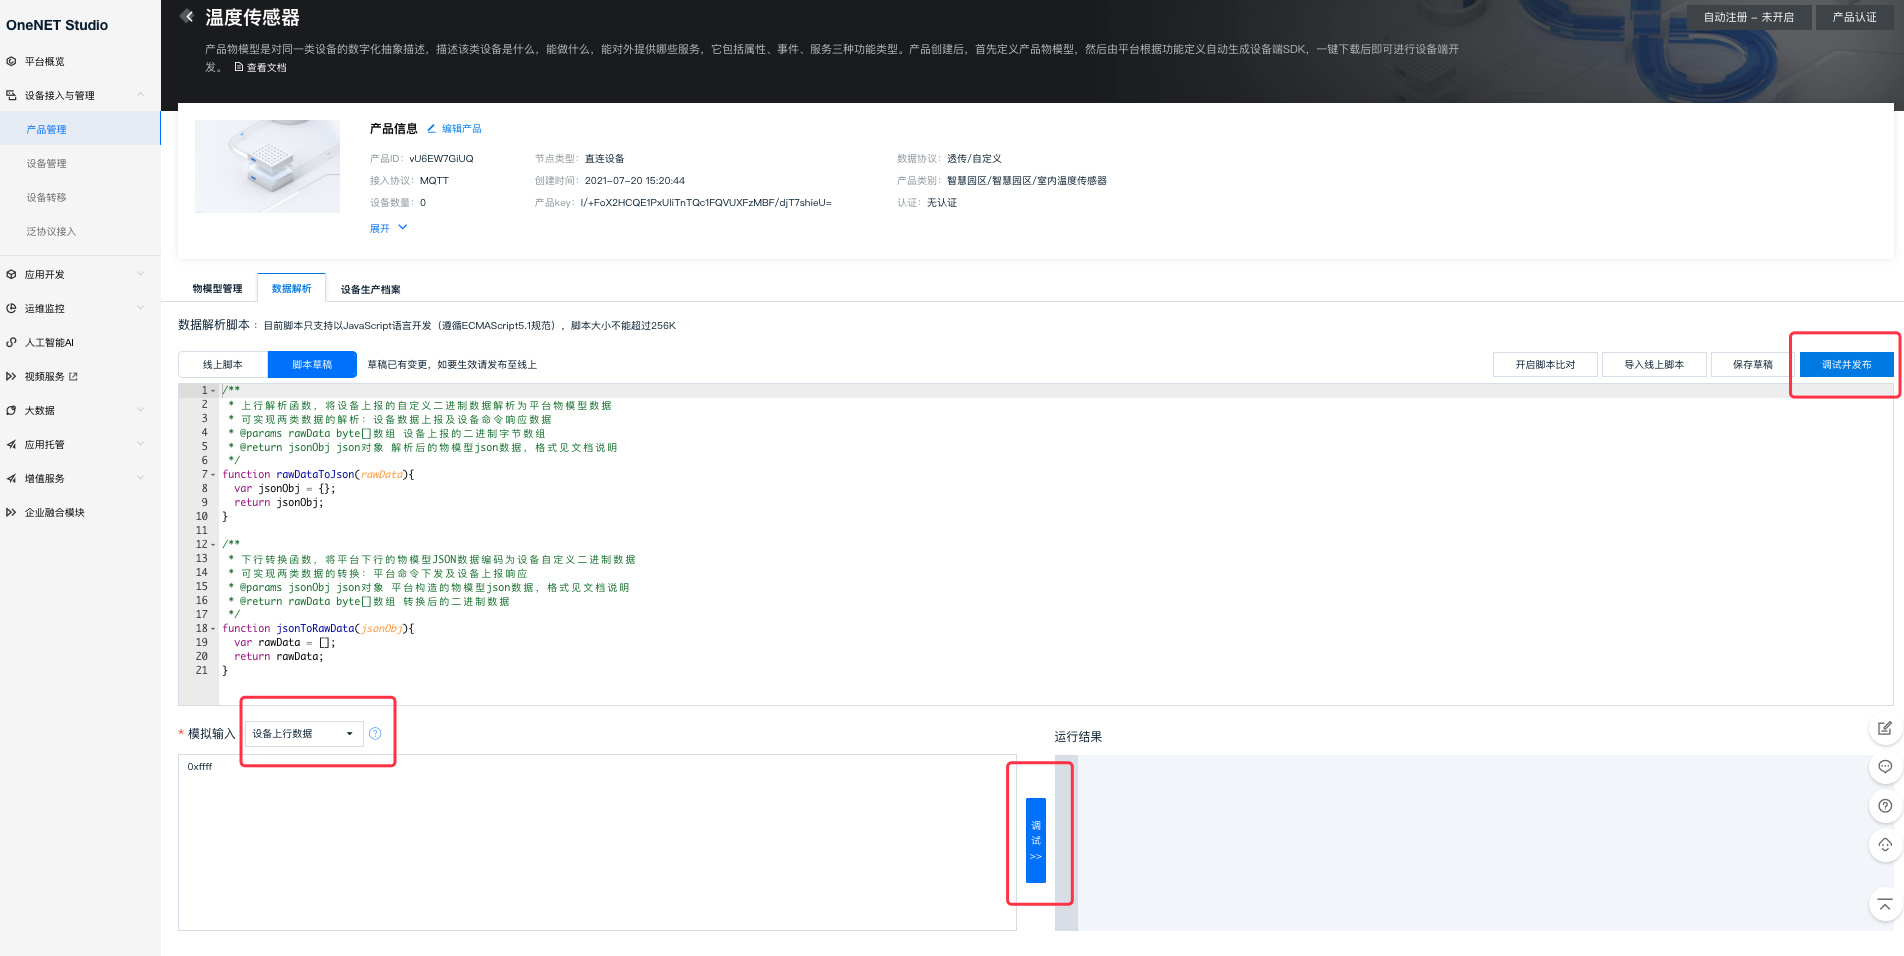 OneNET Studio
平台概览
设备接入与管理
产品管理
设备管理
设备转移
泛协议接入
应用开发
运维监控
人工智能AI
视频服务
大数据
应用托管
增值服务
企业融合模块
温度传感器
自动注册 - 未开启
产品认证
产品物模型是对同一类设备的数字化抽象描述，描述该类设备是什么，能做什么，能对外提供哪些服务，它包括属性、事件、服务三种功能类型。产品创建后，首先定义产品物模型，然后由平台根据功能定义自动生成设备端SDK，一键下载后即可进行设备端开
发。 查看文档
产品信息 编辑产品
产品ID： vU6EW7GiUQ 节点类型： 直连设备 数据协议： 透传/自定义
接入协议： MQTT 创建时间： 2021-07-20 15:20:44 产品类别： 智慧园区/智慧园区/室内温度传感器
设备数量： 0 产品key： l/+FoX2HCQE1PxUliTnTQc1FQVUXFzMBF/djT7shieU= 认证： 无认证
展开
物模型管理 数据解析 设备生产档案
数据解析脚本： 目前脚本只支持以JavaScript语言开发（遵循ECMAScript5.1规范），脚本大小不能超过256K
线上脚本 脚本草稿 草稿已有变更，如要生效请发布至线上 开启脚本比对 导入线上脚本 保存草稿 调试并发布
1 /**
2 * 上行解析函数，将设备上报的自定义二进制数据解析为平台物模型数据
3 * 可实现两类数据的解析：设备数据上报及设备命令响应数据
4 * @params rawData byte[]数组 设备上报的二进制字节数组
5 * @return jsonObj json对象 解析后的物模型json数据，格式见文档说明
6 */
7 function rawDataToJson(rawData){
8 var jsonObj = {};
9 return jsonObj;
10 }
11
12 /**
13 * 下行转换函数，将平台下行的物模型JSON数据编码为设备自定义二进制数据
14 * 可实现两类数据的转换：平台命令下发及设备上报响应
15 * @params jsonObj json对象 平台构造的物模型json数据，格式见文档说明
16 * @return rawData byte[]数组 转换后的二进制数据
17 */
18 function jsonToRawData(jsonObj){
19 var rawData = [];
20 return rawData;
21 }
* 模拟输入 设备上行数据 ?
运行结果
0xffff
调
试
>>